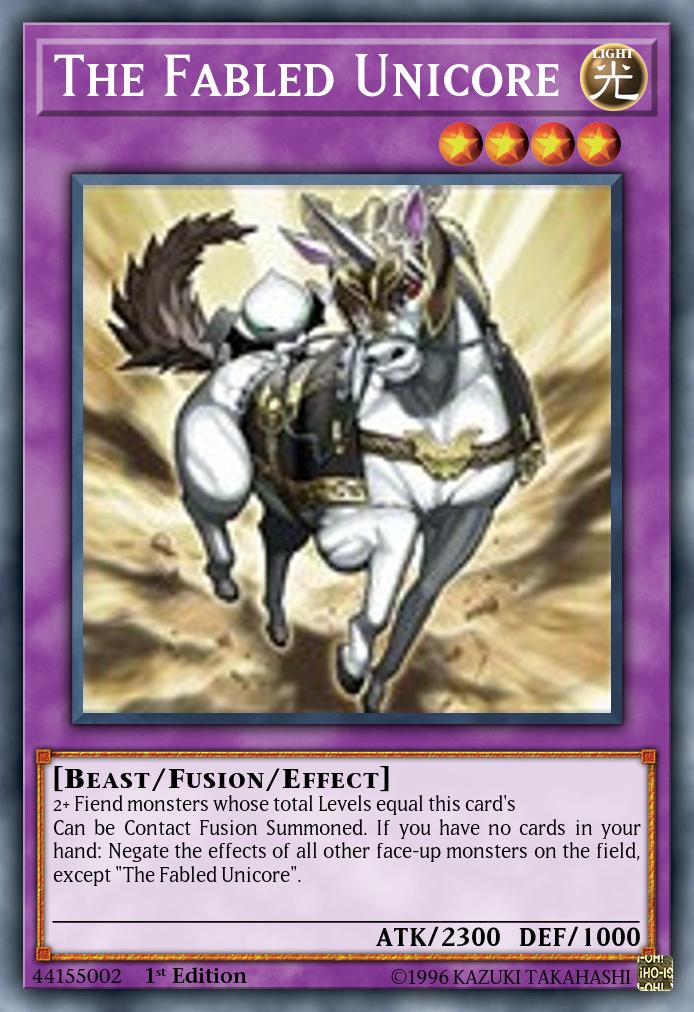 The Fabled Unicore
LIGHT
光
[Beast/Fusion/Effect]
2+ Fiend monsters whose total Levels equal this card's
Can be Contact Fusion Summoned. If you have no cards in your
hand: Negate the effects of all other face-up monsters on the field,
except "The Fabled Unicore".
ATK/2300 DEF/1000
44155002 1st Edition ©1996 KAZUKI TAKAHASHI